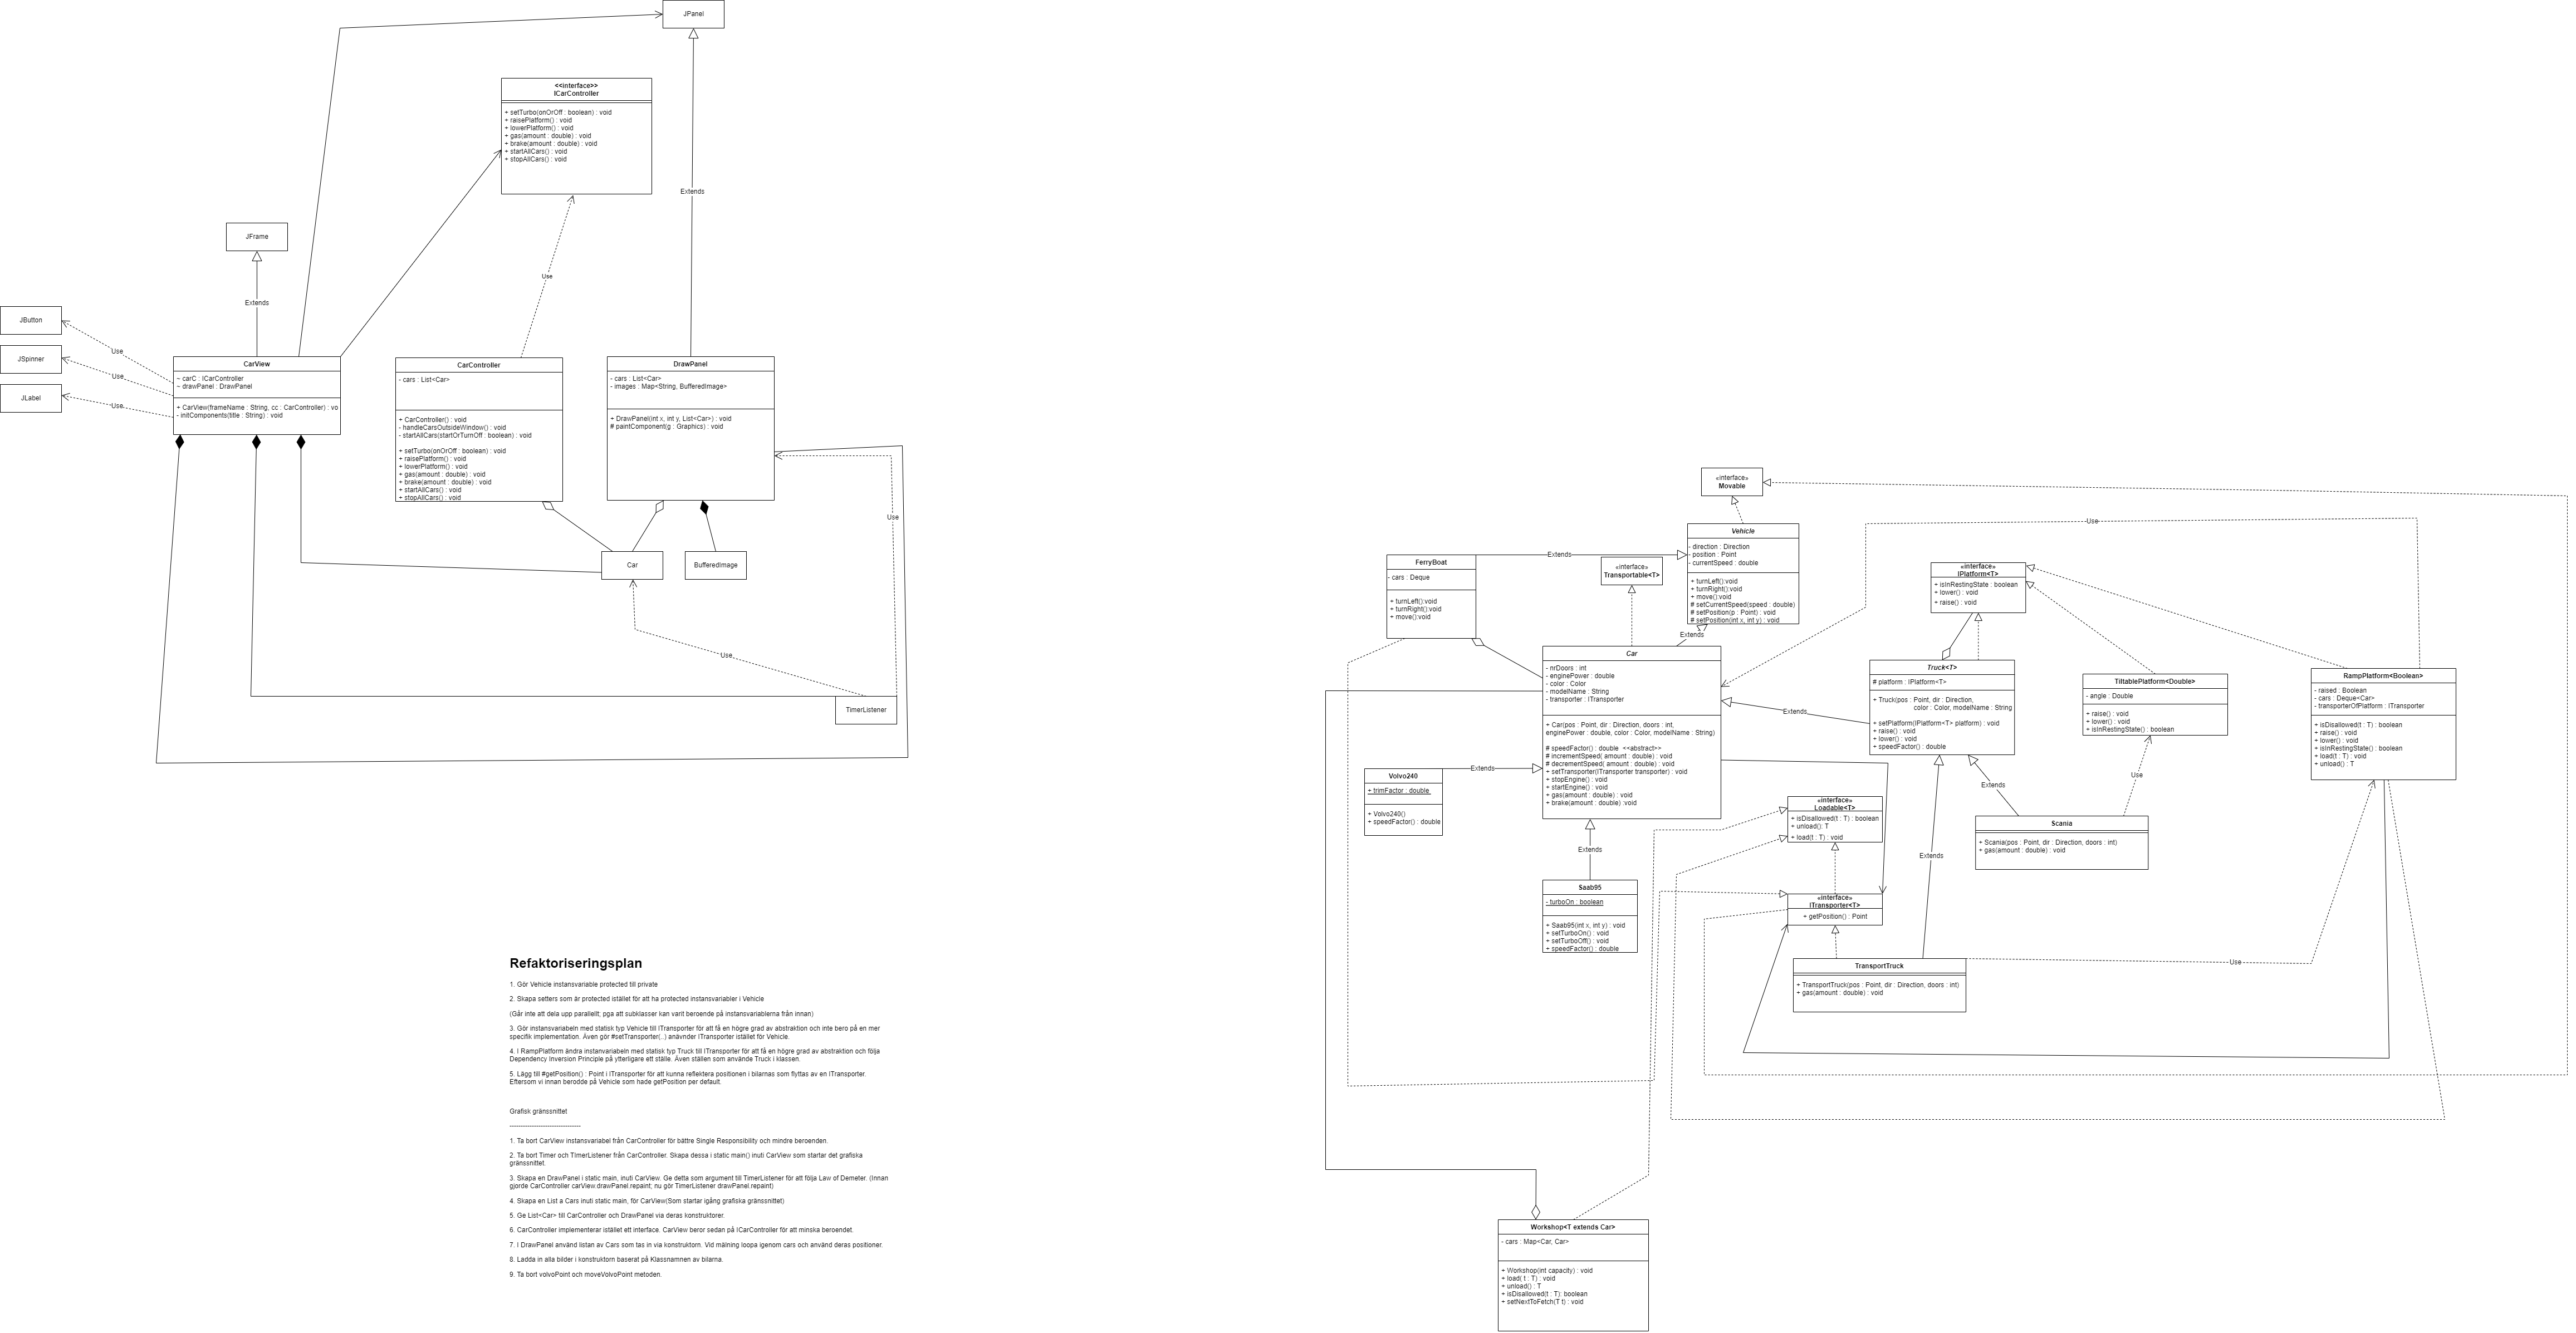 JPanel
<<interface>>
ICarController
+ setTurbo(onOrOff : boolean) : void
+ raisePlatform() : void
+ lowerPlatform() : void
+ gas(amount : double) : void
+ brake(amount : double) : void
+ startAllCars() : void
+ stopAllCars() : void
Extends
JFrame
Use
Extends
JButton
JSpinner
JLabel
Use
Use
Use
CarView
~ carC : ICarController
~ drawPanel : DrawPanel
+ CarView(frameName : String, cc : CarController) : vo
- initComponents(title : String) : void
CarController
- cars : List<Car>
+ CarController() : void
- handleCarsOutsideWindow() : void
- startAllCars(startOrTurnOff : boolean) : void
+ setTurbo(onOrOff : boolean) : void
+ raisePlatform() : void
+ lowerPlatform() : void
+ gas(amount : double) : void
+ brake(amount : double) : void
+ startAllCars() : void
+ stopAllCars() : void
DrawPanel
- cars : List<Car>
- images : Map<String, BufferedImage>
+ DrawPanel(int x, int y, List<Car>) : void
# paintComponent(g : Graphics) : void
Use
Car
BufferedImage
Use
TimerListener
«interface»
Movable
Vehicle
- direction : Direction
- position : Point
- currentSpeed : double
+ turnLeft():void
+ turnRight():void
+ move():void
# setCurrentSpeed(speed : double)
# setPosition(p : Point) : void
# setPosition(int x, int y) : void
Extends
FerryBoat
- cars : Deque
+ turnLeft():void
+ turnRight():void
+ move():void
«interface»
Transportable<T>
Extends
Use
«interface»
IPlatform<T>
+ isInRestingState : boolean
+ lower() : void
+ raise() : void
Car
- nrDoors : int
- enginePower : double
- color : Color
- modelName : String
- transporter : ITransporter
+ Car(pos : Point, dir : Direction, doors : int,
enginePower : double, color : Color, modelName : String)
# speedFactor() : double  <<abstract>>
# incrementSpeed( amount : double) : void
# decrementSpeed( amount : double) : void
+ setTransporter(ITransporter transporter) : void
+ stopEngine() : void
+ startEngine() : void
+ gas(amount : double) : void
+ brake(amount : double) :void
Truck<T>
# platform : IPlatform<T>
+ Truck(pos : Point, dir : Direction,
color : Color, modelName : String
+ setPlatform(IPlatform<T> platform) : void
+ raise() : void
+ lower() : void
+ speedFactor() : double
Extends
TiltablePlatform<Double>
- angle : Double
+ raise() : void
+ lower() : void
+ isInRestingState() : boolean
RampPlatform<Boolean>
- raised : Boolean
- cars : Deque<Car>
- transporterOfPlatform : ITransporter
+ isDisallowed(t : T) : boolean
+ raise() : void
+ lower() : void
+ isInRestingState() : boolean
+ load(t : T) : void
+ unload() : T
Extends
Volvo240
+ trimFactor : double
+ Volvo240()
+ speedFactor() : double
Extends
Saab95
- turboOn : boolean
+ Saab95(int x, int y) : void
+ setTurboOn() : void
+ setTurboOff() : void
+ speedFactor() : double
«interface»
Loadable<T>
+ isDisallowed(t : T) : boolean
+ unload(): T
+ load(t : T) : void
Extends
Use
Scania
+ Scania(pos : Point, dir : Direction, doors : int)
+ gas(amount : double) : void
Extends
«interface»
ITransporter<T>
+ getPosition() : Point
TransportTruck
+ TransportTruck(pos : Point, dir : Direction, doors : int)
+ gas(amount : double) : void
Use
Workshop<T extends Car>
- cars : Map<Car, Car>
+ Workshop(int capacity) : void
+ load( t : T) : void
+ unload() : T
+ isDisallowed(t : T): boolean
+ setNextToFetch(T t) : void
Refaktoriseringsplan
1. Gör Vehicle instansvariable protected till private
2. Skapa setters som är protected istället för att ha protected instansvariabler i Vehicle
(Går inte att dela upp parallellt, pga att subklasser kan varit beroende på instansvariablerna från innan)
3. Gör instansvariabeln med statisk typ Vehicle till ITransporter för att få en högre grad av abstraktion och inte bero på en mer
specifik implementation. Även gör #setTransporter(..) anävnder ITransporter istället för Vehicle.
4. I RampPlatform ändra instanvariabeln med statisk typ Truck till ITransporter för att få en högre grad av abstraktion och följa
Dependency Inversion Principle på ytterligare ett ställe. Även ställen som använde Truck i klassen.
5. Lägg till #getPosition() : Point i ITransporter för att kunna reflektera positionen i bilarnas som flyttas av en ITransporter.
Eftersom vi innan berodde på Vehicle som hade getPosition per default.
Grafisk gränssnittet
--------------------------------
1. Ta bort CarView instansvariabel från CarController för bättre Single Responsibility och mindre beroenden.
2. Ta bort Timer och TImerListener från CarController. Skapa dessa i static main() inuti CarView som startar det grafiska
gränssnittet.
3. Skapa en DrawPanel i static main, inuti CarView. Ge detta som argument till TimerListener för att följa Law of Demeter. (Innan
gjorde CarController carView.drawPanel.repaint; nu gör TimerListener drawPanel.repaint)
4. Skapa en List a Cars inuti static main, för CarView(Som startar igång grafiska gränssnittet)
5. Ge List<Car> till CarController och DrawPanel via deras konstruktorer.
6. CarController implementerar istället ett interface. CarView beror sedan på ICarController för att minska beroendet.
7. I DrawPanel använd listan av Cars som tas in via konstruktorn. Vid målning loopa igenom cars och använd deras positioner.
8. Ladda in alla bilder i konstruktorn baserat på Klassnamnen av bilarna.
9. Ta bort volvoPoint och moveVolvoPoint metoden.